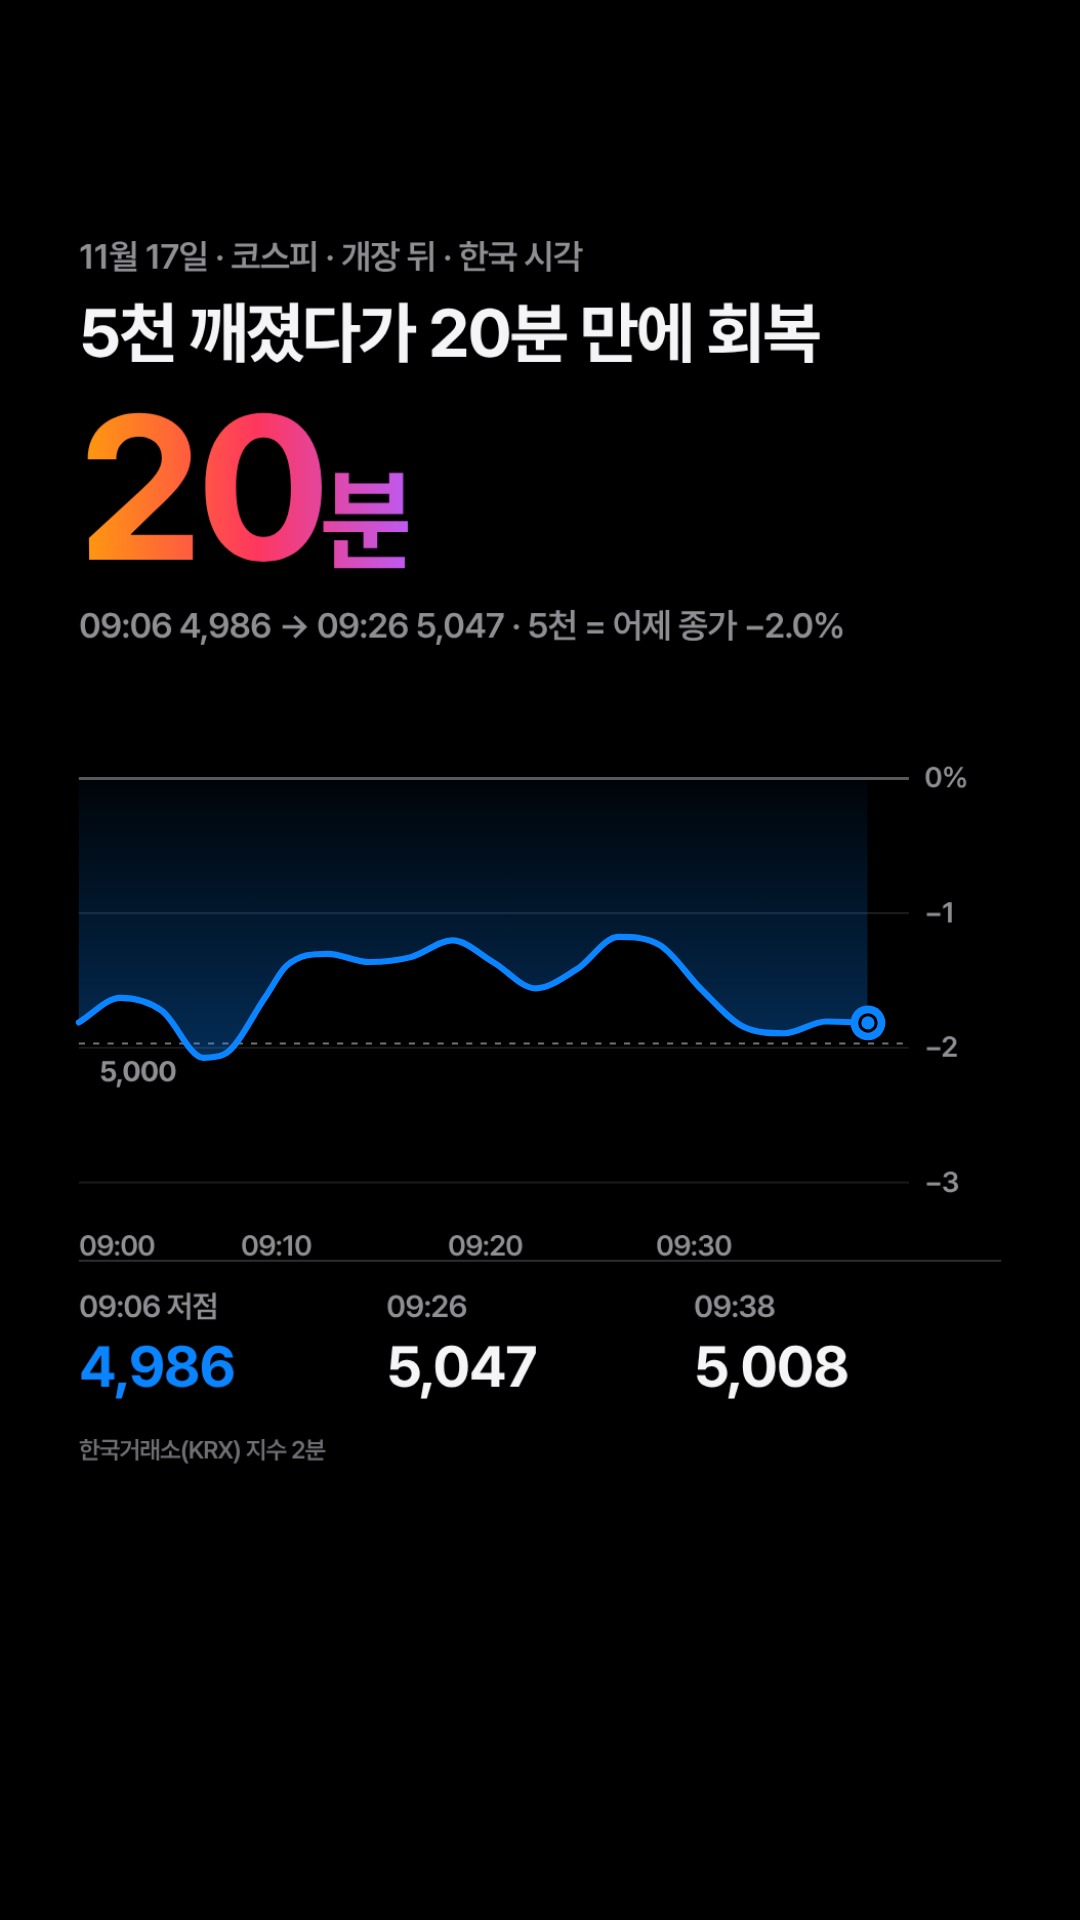 11월 17일 · 코스피 · 개장 뒤 · 한국 시각
5천 깨졌다가 20분 만에 회복
20분
09:06 4,986 → 09:26 5,047 · 5천 = 어제 종가 −2.0%
0%
−1
−2
5,000
−3
09:00 09:10 09:20 09:30
09:06 저점 09:26 09:38
4,986 5,047 5,008
한국거래소(KRX) 지수 2분